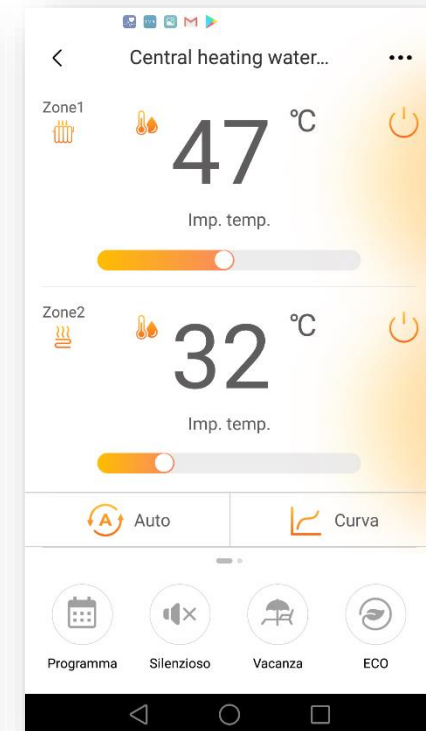 Central heating water...
Zone1
47 °C
Imp. temp.
Zone2
32 °C
Imp. temp.
A Auto
Curva
Programma
Silenzioso
Vacanza
ECO